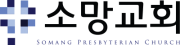 소망교회
SOMANG PRESBYTERIAN CHURCH